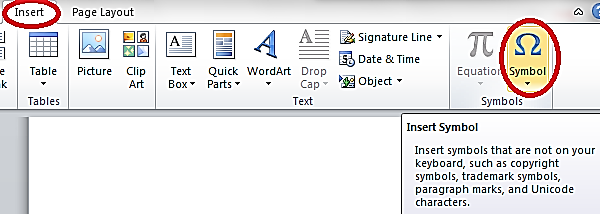 Insert Page Layout
Signature Line
Date & Time
Object
Table
Picture
Clip
Art
Text
Box
Quick
Parts
WordArt
Drop
Cap
Equation
Symbol
Tables
Text
Symbols
Insert Symbol
Insert symbols that are not on your
keyboard, such as copyright
symbols, trademark symbols,
paragraph marks, and Unicode
characters.